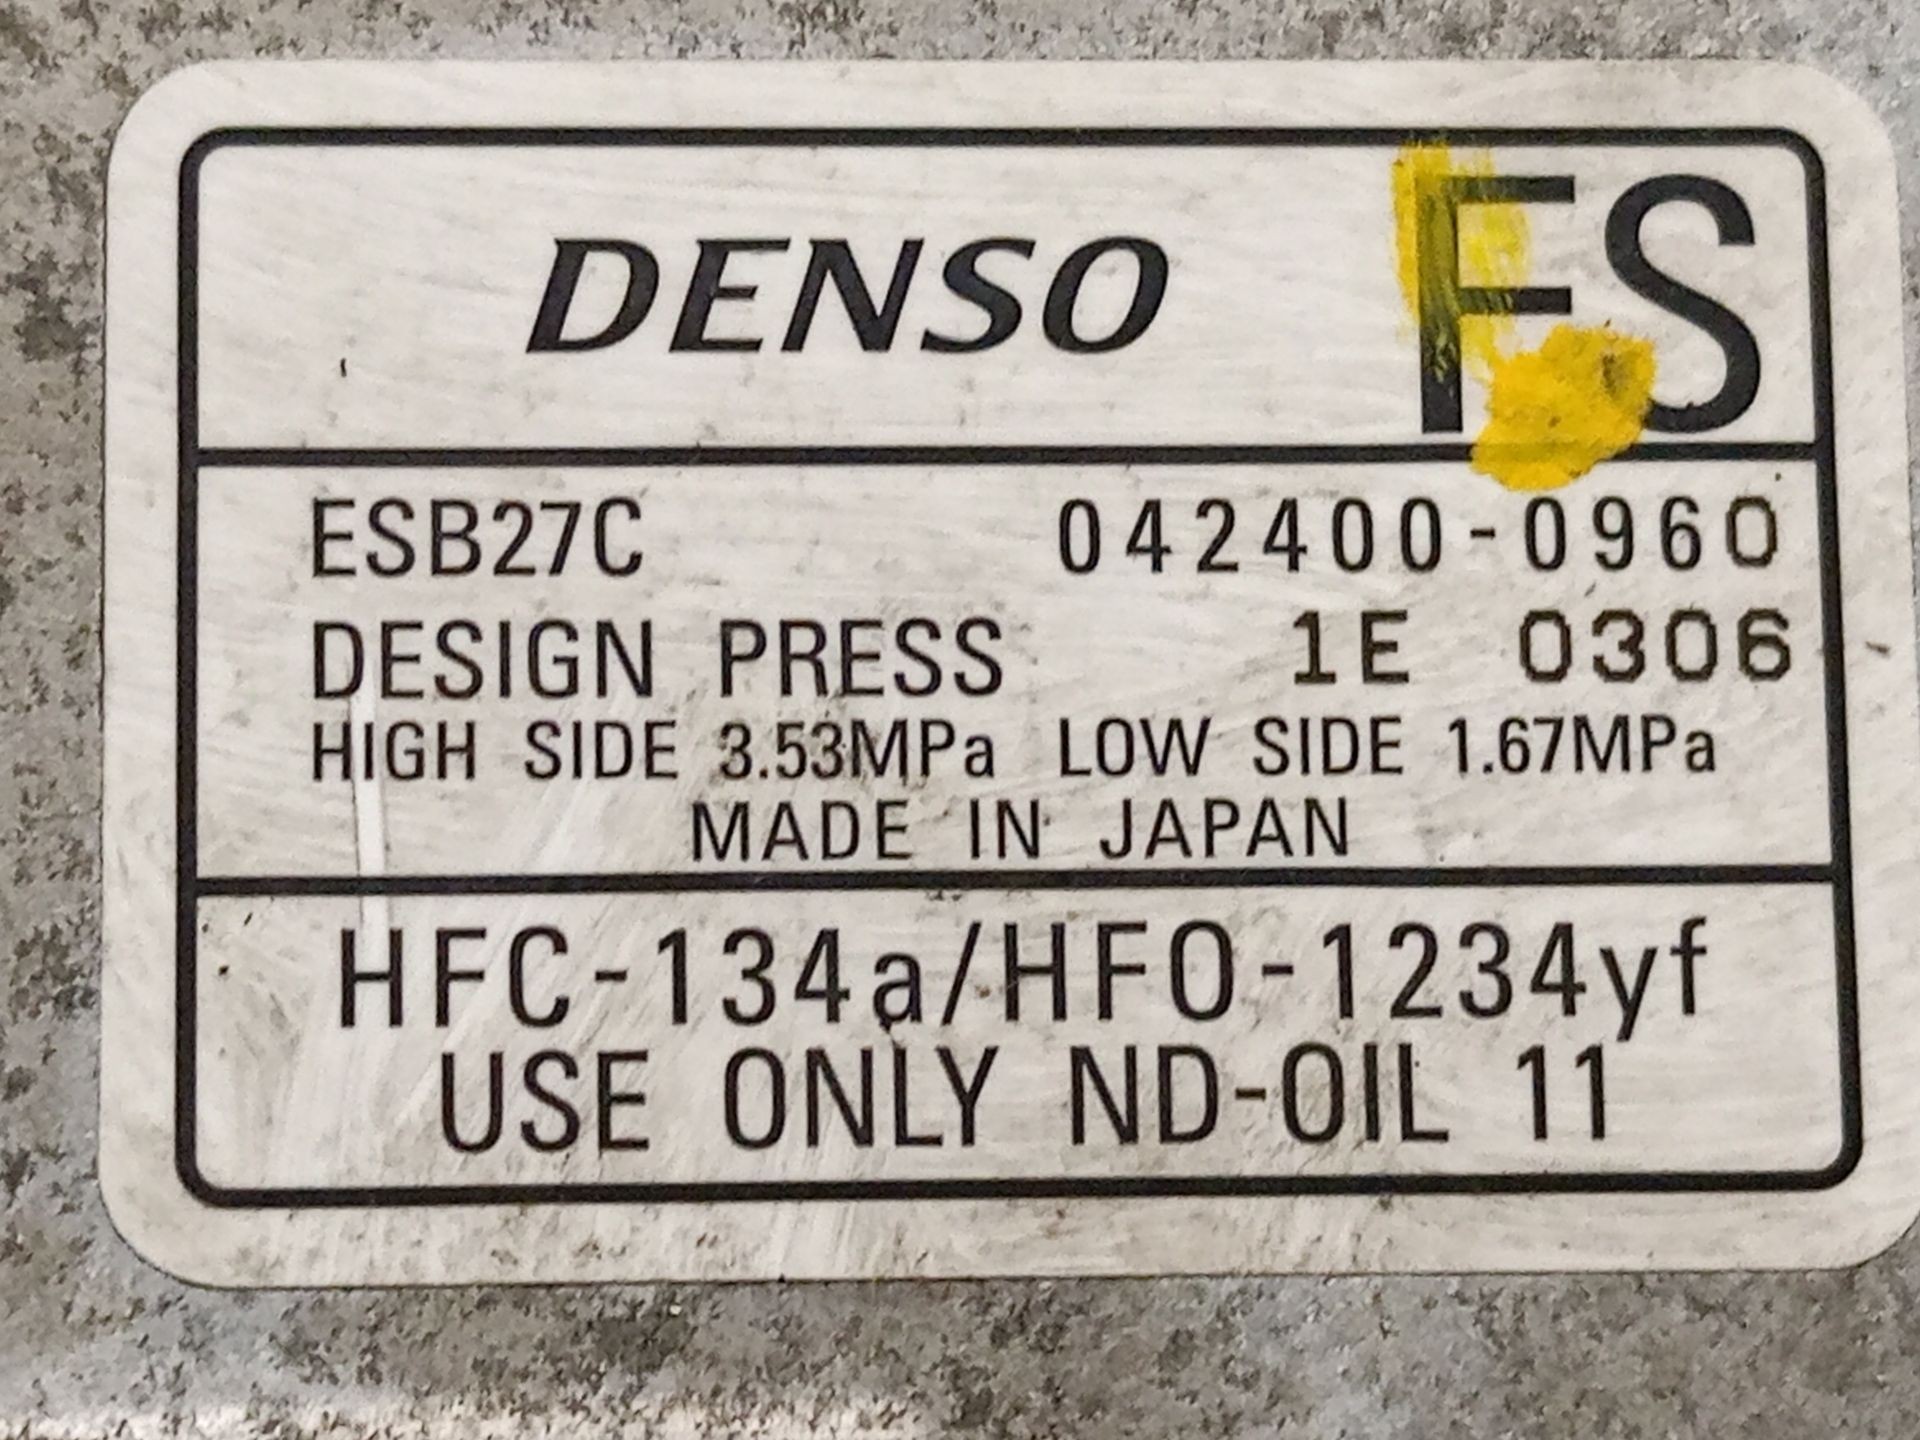 DENSO FS
ESB27C 042400-0960
DESIGN PRESS 1E 0306
HIGH SIDE 3.53MPa LOW SIDE 1.67MPa
MADE IN JAPAN
HFC-134a/HFO-1234yf
USE ONLY ND-OIL 11